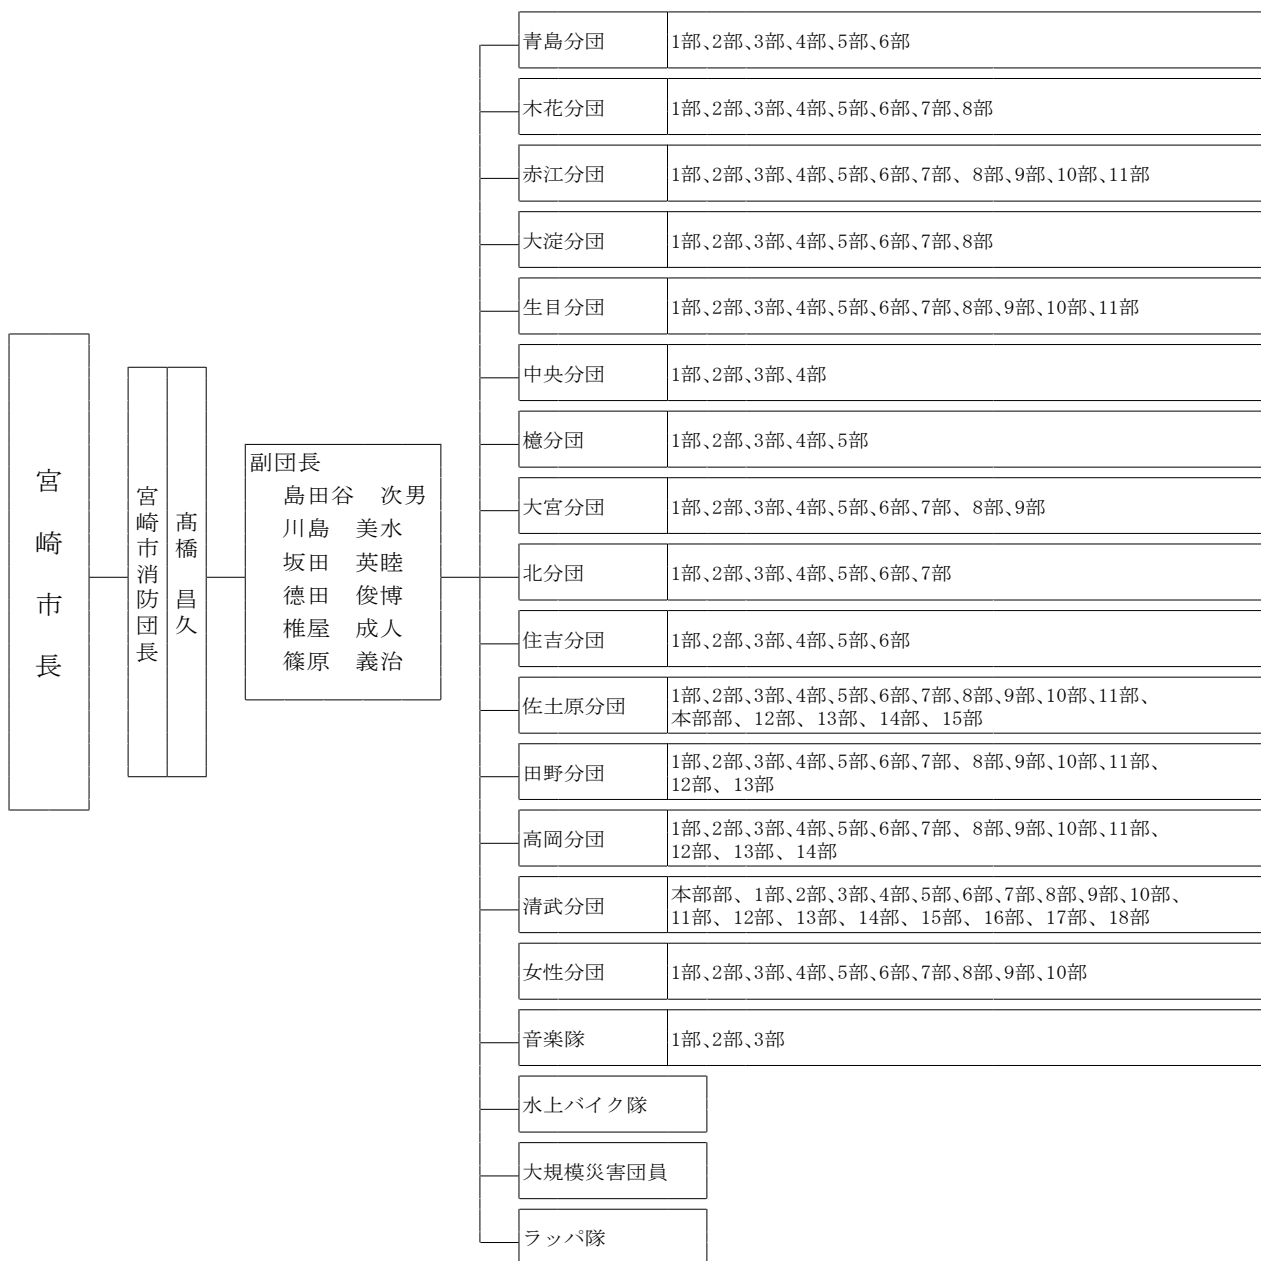 宮崎市長
宮崎市消防団長
髙橋　昌久
副団長
島田谷　次男
川島　美水
坂田　英睦
德田　俊博
椎屋　成人
篠原　義治
青島分団 1部、2部、3部、4部、5部、6部
木花分団 1部、2部、3部、4部、5部、6部、7部、8部
赤江分団 1部、2部、3部、4部、5部、6部、7部、8部、9部、10部、11部
大淀分団 1部、2部、3部、4部、5部、6部、7部、8部
生目分団 1部、2部、3部、4部、5部、6部、7部、8部、9部、10部、11部
中央分団 1部、2部、3部、4部
檍分団 1部、2部、3部、4部、5部
大宮分団 1部、2部、3部、4部、5部、6部、7部、8部、9部
北分団 1部、2部、3部、4部、5部、6部、7部
住吉分団 1部、2部、3部、4部、5部、6部
佐土原分団 1部、2部、3部、4部、5部、6部、7部、8部、9部、10部、11部、
本部部、12部、13部、14部、15部
田野分団 1部、2部、3部、4部、5部、6部、7部、8部、9部、10部、11部、
12部、13部
高岡分団 1部、2部、3部、4部、5部、6部、7部、8部、9部、10部、11部、
12部、13部、14部
清武分団 本部部、1部、2部、3部、4部、5部、6部、7部、8部、9部、10部、
11部、12部、13部、14部、15部、16部、17部、18部
女性分団 1部、2部、3部、4部、5部、6部、7部、8部、9部、10部
音楽隊 1部、2部、3部
水上バイク隊
大規模災害団員
ラッパ隊